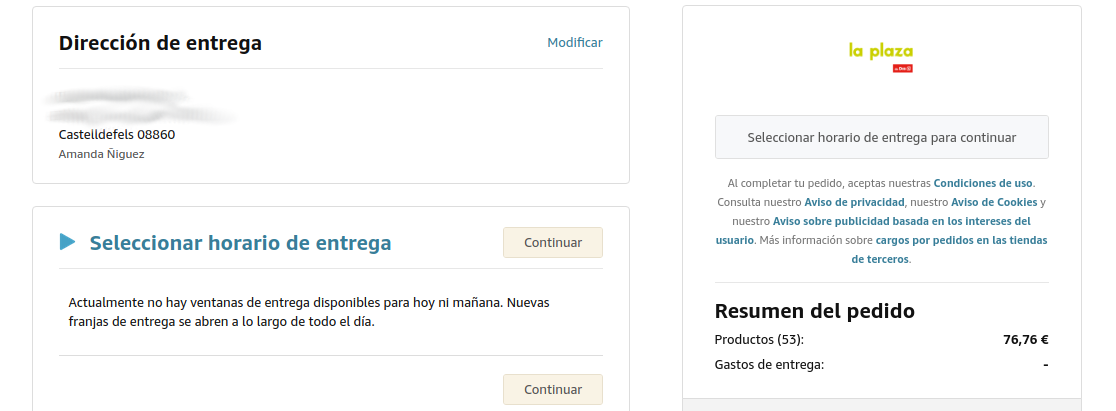 Dirección de entrega
Modificar
Castelldefels 08860
Amanda Ñiguez
Seleccionar horario de entrega
Continuar
Actualmente no hay ventanas de entrega disponibles para hoy ni mañana. Nuevas
franjas de entrega se abren a lo largo de todo el día.
Continuar
la plaza
Seleccionar horario de entrega para continuar
Al completar tu pedido, aceptas nuestras Condiciones de uso.
Consulta nuestro Aviso de privacidad, nuestro Aviso de Cookies y
nuestro Aviso sobre publicidad basada en los intereses del
usuario. Más información sobre cargos por pedidos en las tiendas
de terceros.
Resumen del pedido
Productos (53): 76,76 €
Gastos de entrega: -